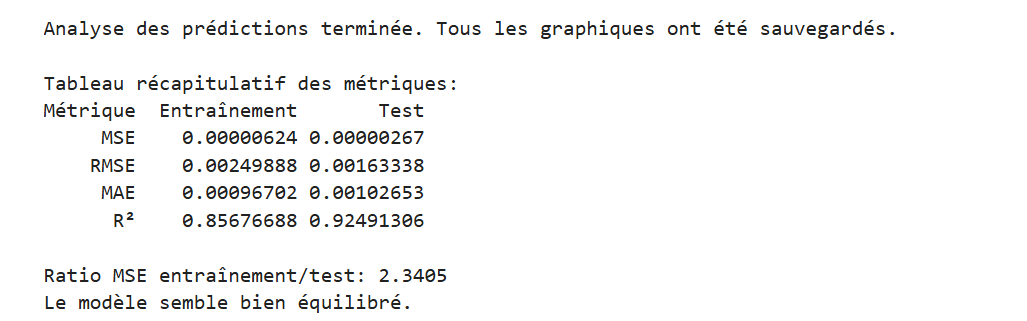 Analyse des prédictions terminée. Tous les graphiques ont été sauvegardés.
Tableau récapitulatif des métriques:
Métrique Entraînement Test
MSE 0.00000624 0.00000267
RMSE 0.00249888 0.00163338
MAE 0.00096702 0.00102653
R² 0.85676688 0.92491306
Ratio MSE entraînement/test: 2.3405
Le modèle semble bien équilibré.